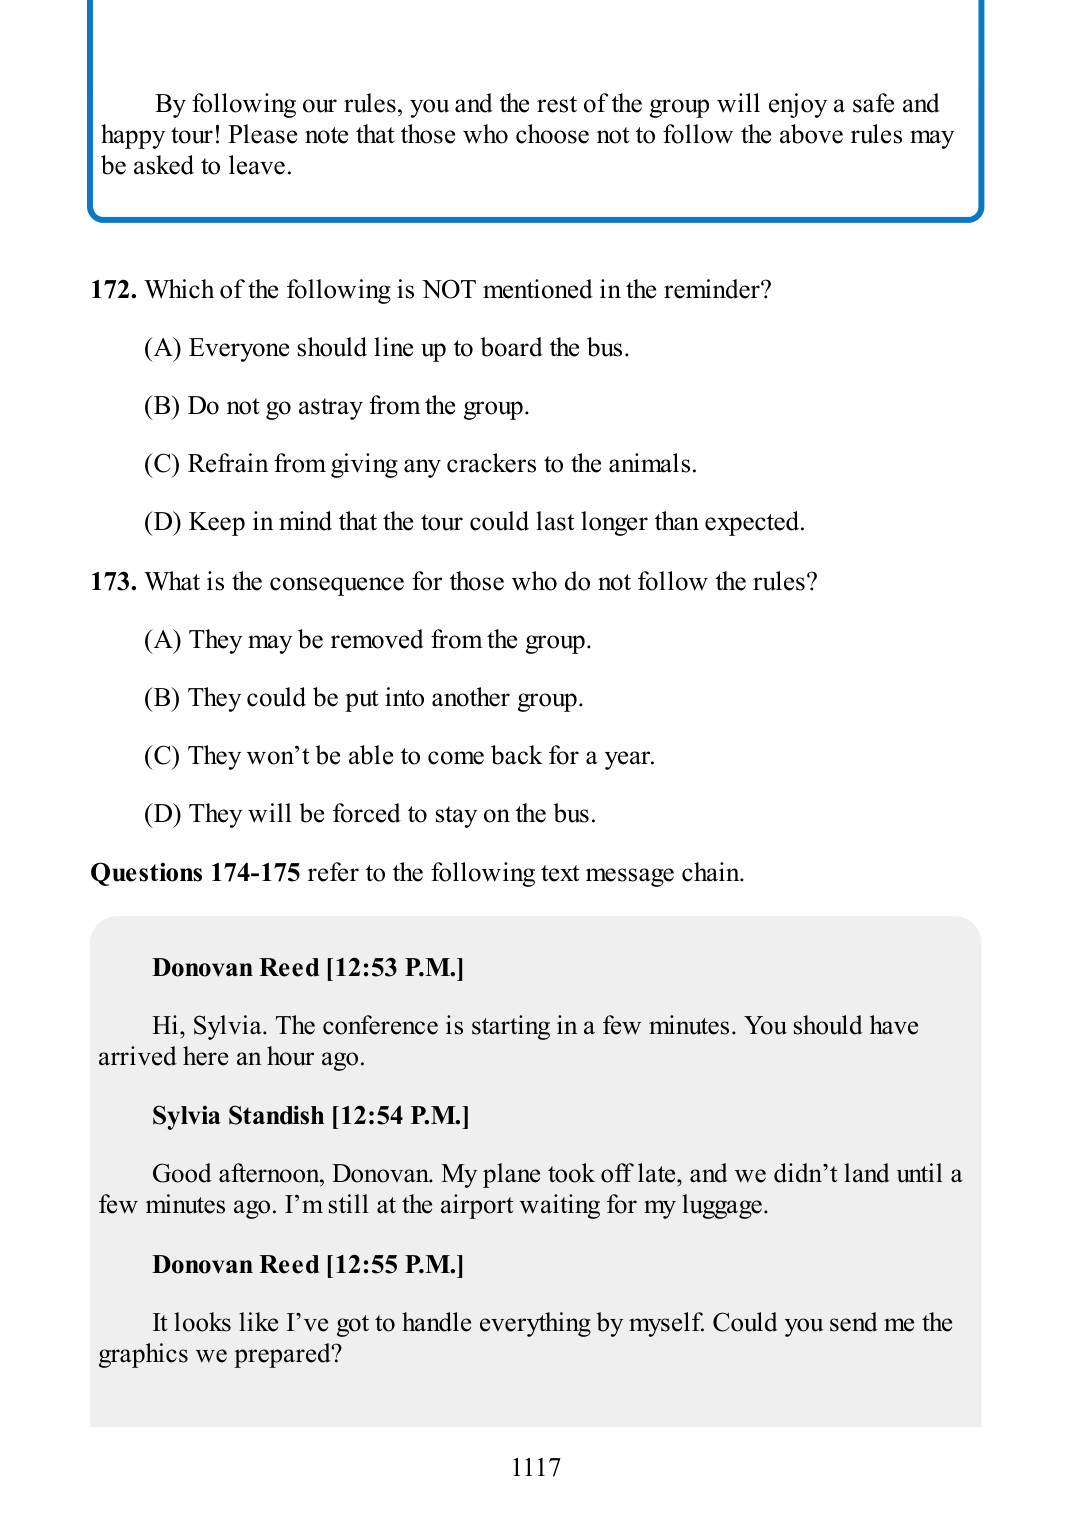 By following our rules, you and the rest of the group will enjoy a safe and
happy tour! Please note that those who choose not to follow the above rules may
be asked to leave.
172. Which of the following is NOT mentioned in the reminder?
(A) Everyone should line up to board the bus.
(B) Do not go astray from the group.
(C) Refrain from giving any crackers to the animals.
(D) Keep in mind that the tour could last longer than expected.
173. What is the consequence for those who do not follow the rules?
(A) They may be removed from the group.
(B) They could be put into another group.
(C) They won’t be able to come back for a year.
(D) They will be forced to stay on the bus.
Questions 174-175 refer to the following text message chain.
Donovan Reed [12:53 P.M.]
Hi, Sylvia. The conference is starting in a few minutes. You should have
arrived here an hour ago.
Sylvia Standish [12:54 P.M.]
Good afternoon, Donovan. My plane took off late, and we didn’t land until a
few minutes ago. I’m still at the airport waiting for my luggage.
Donovan Reed [12:55 P.M.]
It looks like I’ve got to handle everything by myself. Could you send me the
graphics we prepared?
1117